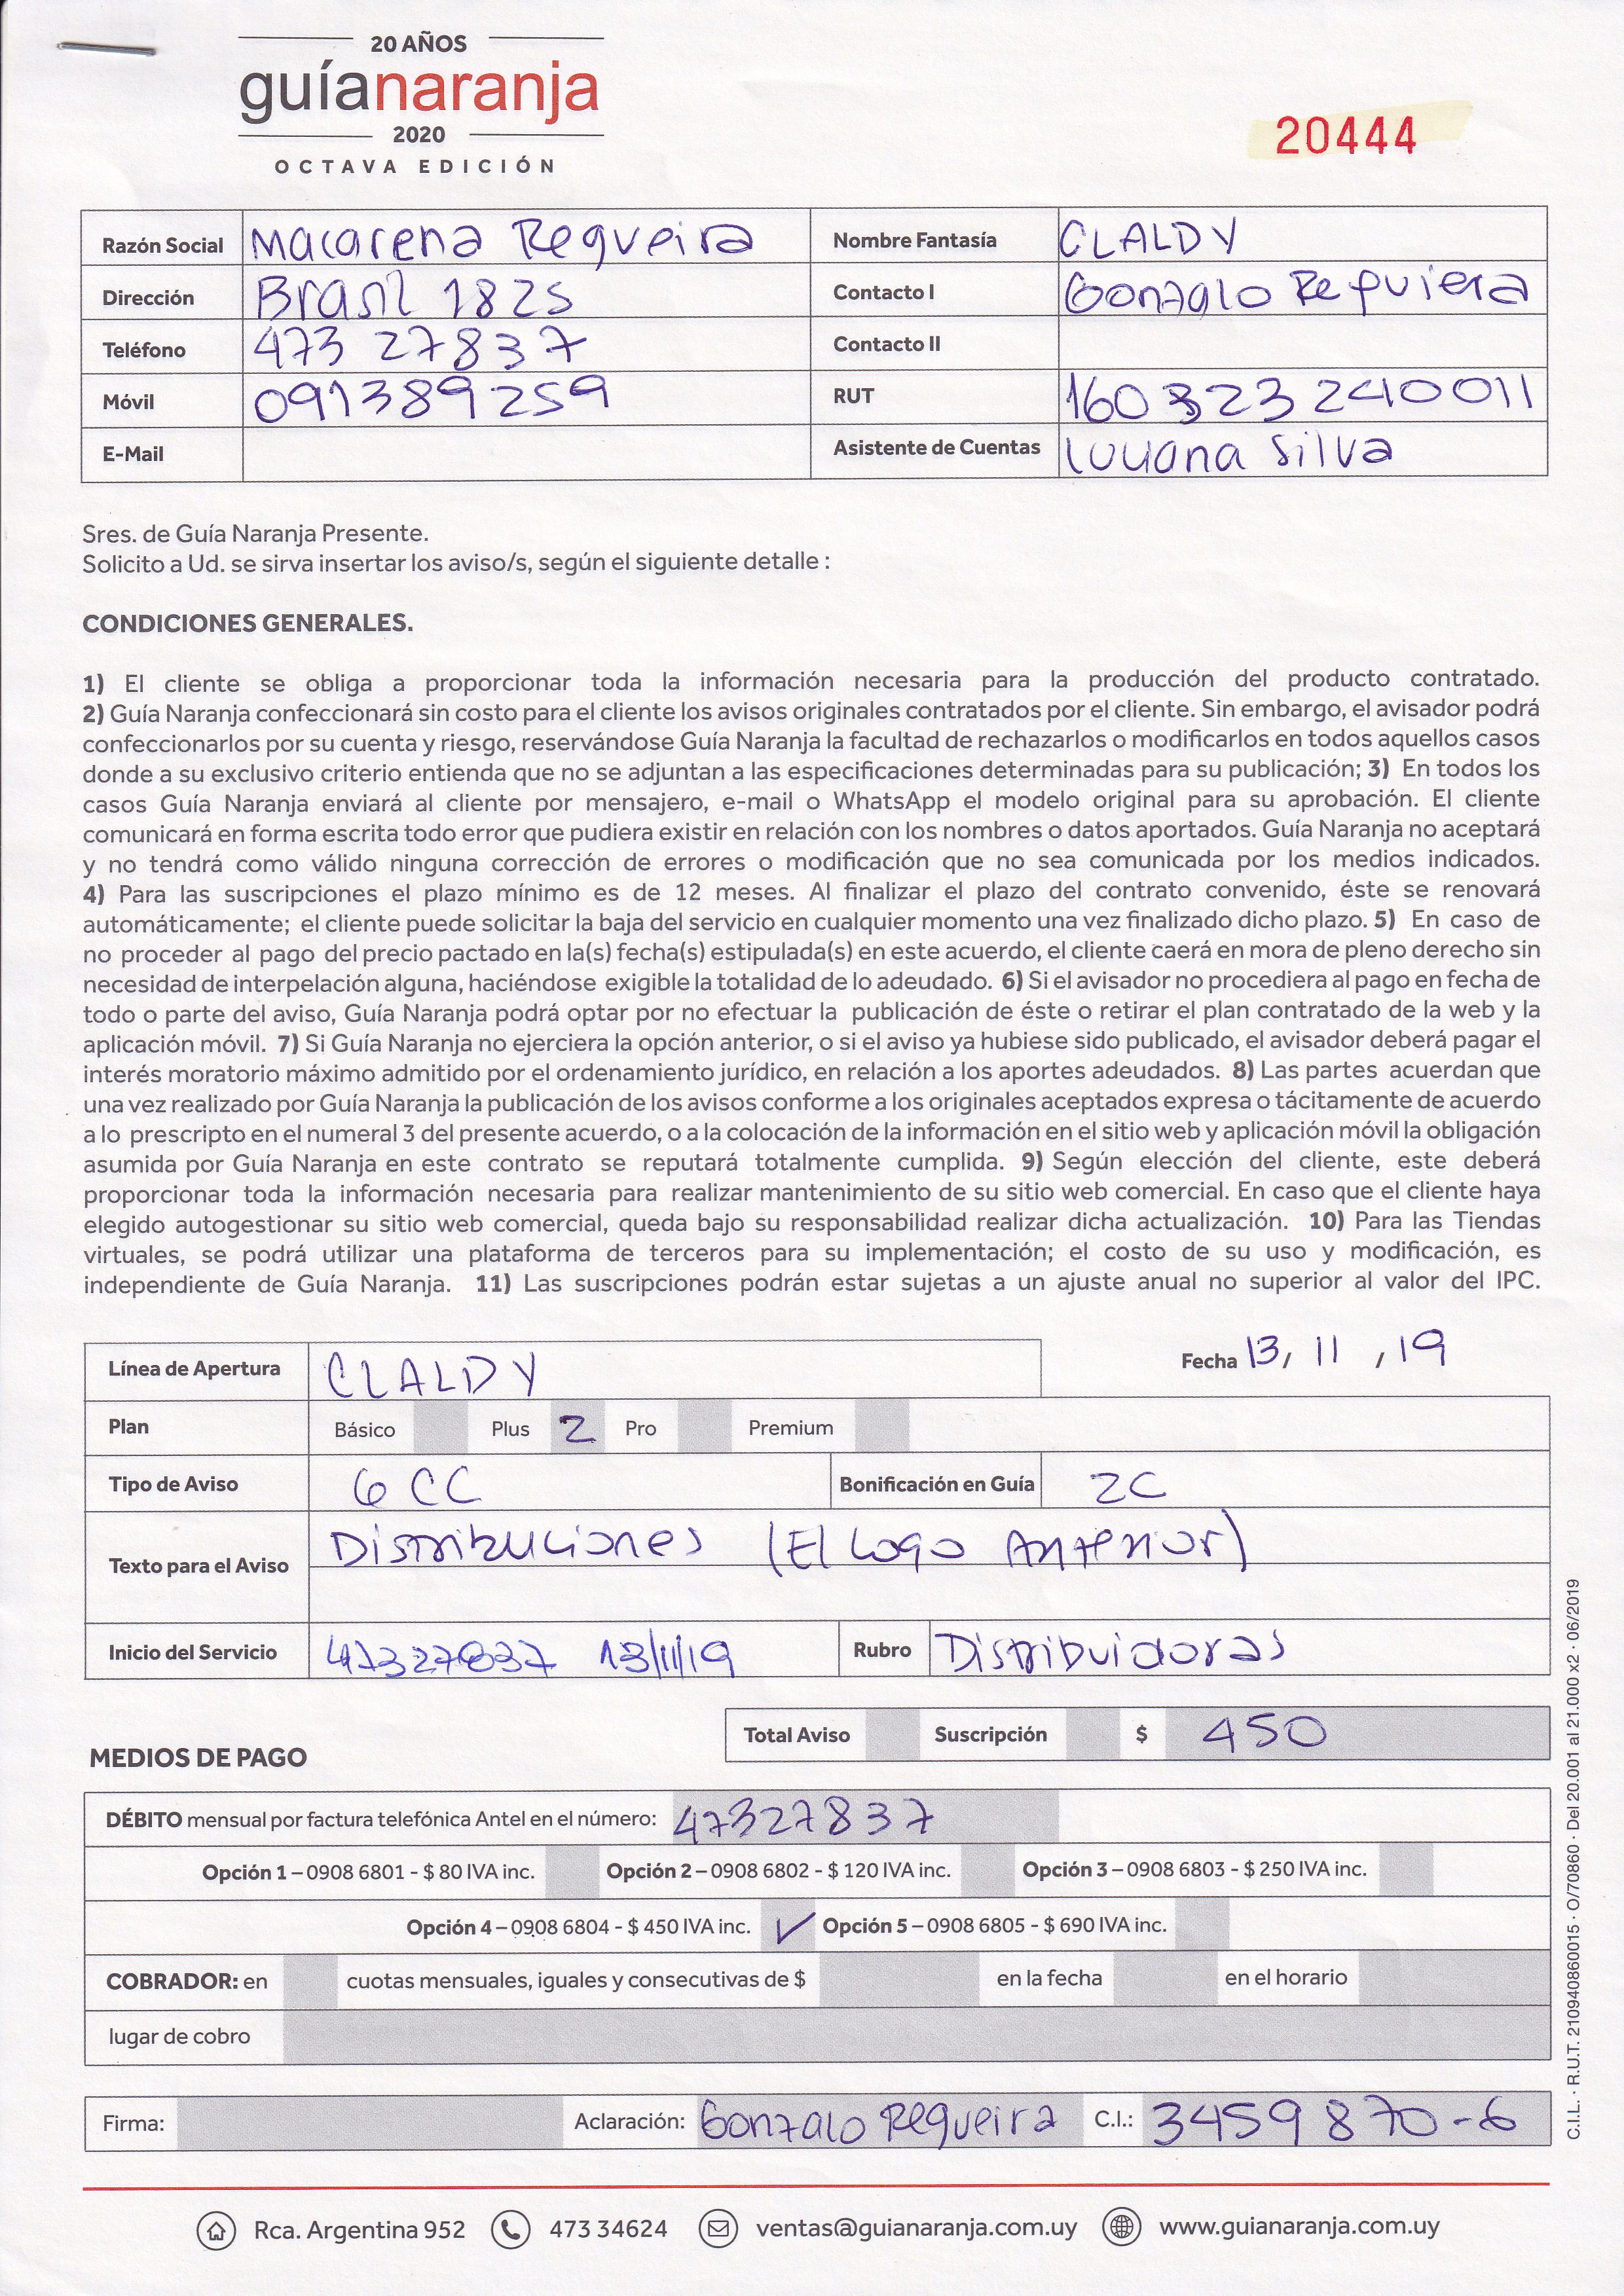 20 AÑOS
guíanaranja
2020
OCTAVA EDICIÓN
20444
Razón Social Macarena Regueira Nombre Fantasía CLALDY
Dirección Brasil 1825 Contacto I Gonzalo Requiera
Teléfono 473 27837 Contacto II
Móvil 091389259 RUT 160323240011
E-Mail Asistente de Cuentas Luciana Silva
Sres. de Guía Naranja Presente.
Solicito a Ud. se sirva insertar los aviso/s, según el siguiente detalle :
CONDICIONES GENERALES.
1) El cliente se obliga a proporcionar toda la información necesaria para la producción del producto contratado.
2) Guía Naranja confeccionará sin costo para el cliente los avisos originales contratados por el cliente. Sin embargo, el avisador podrá
confeccionarlos por su cuenta y riesgo, reservándose Guía Naranja la facultad de rechazarlos o modificarlos en todos aquellos casos
donde a su exclusivo criterio entienda que no se adjuntan a las especificaciones determinadas para su publicación; 3) En todos los
casos Guía Naranja enviará al cliente por mensajero, e-mail o WhatsApp el modelo original para su aprobación. El cliente
comunicará en forma escrita todo error que pudiera existir en relación con los nombres o datos aportados. Guía Naranja no aceptará
y no tendrá como válido ninguna corrección de errores o modificación que no sea comunicada por los medios indicados.
4) Para las suscripciones el plazo mínimo es de 12 meses. Al finalizar el plazo del contrato convenido, éste se renovará
automáticamente; el cliente puede solicitar la baja del servicio en cualquier momento una vez finalizado dicho plazo. 5) En caso de
no proceder al pago del precio pactado en la(s) fecha(s) estipulada(s) en este acuerdo, el cliente caerá en mora de pleno derecho sin
necesidad de interpelación alguna, haciéndose exigible la totalidad de lo adeudado. 6) Si el avisador no procediera al pago en fecha de
todo o parte del aviso, Guía Naranja podrá optar por no efectuar la publicación de éste o retirar el plan contratado de la web y la
aplicación móvil. 7) Si Guía Naranja no ejerciera la opción anterior, o si el aviso ya hubiese sido publicado, el avisador deberá pagar el
interés moratorio máximo admitido por el ordenamiento jurídico, en relación a los aportes adeudados. 8) Las partes acuerdan que
una vez realizado por Guía Naranja la publicación de los avisos conforme a los originales aceptados expresa o tácitamente de acuerdo
a lo prescripto en el numeral 3 del presente acuerdo, o a la colocación de la información en el sitio web y aplicación móvil la obligación
asumida por Guía Naranja en este contrato se reputará totalmente cumplida. 9) Según elección del cliente, este deberá
proporcionar toda la información necesaria para realizar mantenimiento de su sitio web comercial. En caso que el cliente haya
elegido autogestionar su sitio web comercial, queda bajo su responsabilidad realizar dicha actualización. 10) Para las Tiendas
virtuales, se podrá utilizar una plataforma de terceros para su implementación; el costo de su uso y modificación, es
independiente de Guía Naranja. 11) Las suscripciones podrán estar sujetas a un ajuste anual no superior al valor del IPC.
Línea de Apertura CLALDY Fecha 13/ 11 /19
Plan Básico Plus 2 Pro Premium
Tipo de Aviso 6 CC Bonificación en Guía 2C
Texto para el Aviso Distribuciones (El Logo Anterior)
Inicio del Servicio 47327837 13/11/19 Rubro Distribuidoras
Total Aviso Suscripción $ 450
MEDIOS DE PAGO
DÉBITO mensual por factura telefónica Antel en el número: 47327837
Opción 1 – 0908 6801 - $ 80 IVA inc. Opción 2 – 0908 6802 - $ 120 IVA inc. Opción 3 – 0908 6803 - $ 250 IVA inc.
Opción 4 – 0908 6804 - $ 450 IVA inc. ✓ Opción 5 – 0908 6805 - $ 690 IVA inc.
COBRADOR: en cuotas mensuales, iguales y consecutivas de $ en la fecha en el horario
lugar de cobro
Firma: Aclaración: Gonzalo Regueira C.I.: 3459870-6
Rca. Argentina 952 473 34624 ventas@guianaranja.com.uy www.guianaranja.com.uy
C.I.L. · R.U.T. 210940860015 · O/70860 · Del 20.001 al 21.000 x2 · 06/2019